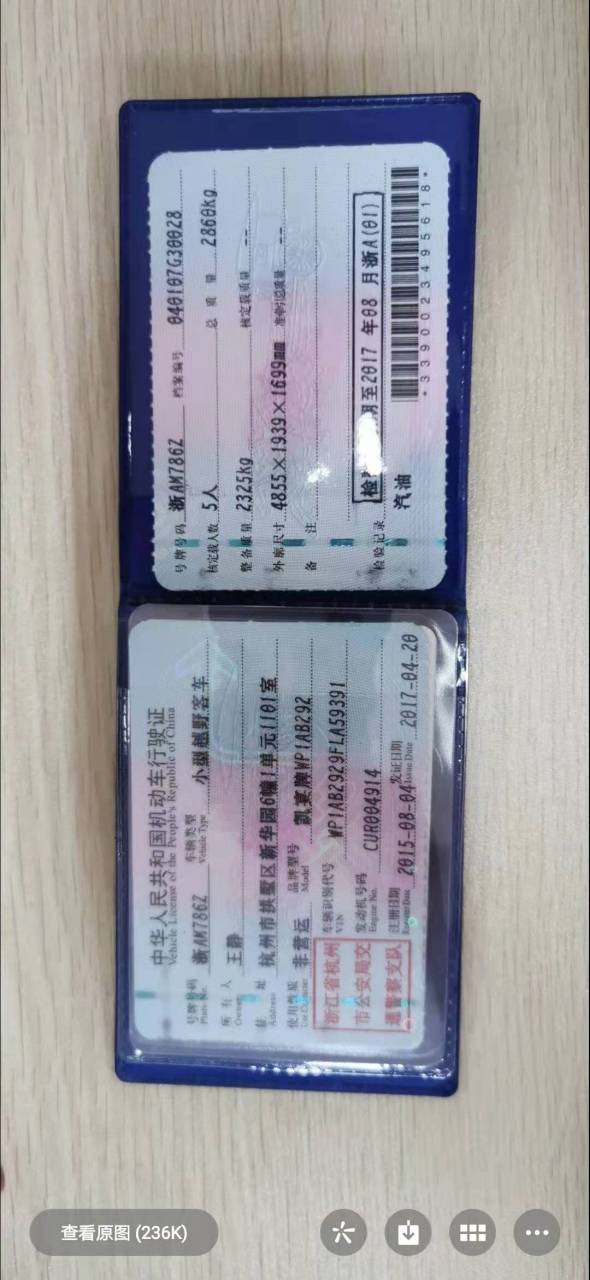 中华人民共和国机动车行驶证
Vehicle License of the People's Republic of China
号牌号码 浙AM786Z 车辆类型 小型越野客车
Plate No. Vehicle Type
所有人 王静
Owner
住址 杭州市拱墅区新华园6幢1单元1101室
Address
使用性质 非营运 品牌型号 凯宴牌WP1AB292
Use Character Model
浙江省杭州
市公安局交
通警察支队
车辆识别代号 WP1AB2929FLA59391
VIN
发动机号码 CUR004914
Engine No.
注册日期 2015-08-04 发证日期 2017-04-20
Register Date Issue Date
号牌号码 浙AM786Z 档案编号 040107G30028
核定载人数 5人 总质量 2860kg
整备质量 2325kg 核定载质量 --
外廓尺寸 4855×1939×1699 准牵引总质量 --
备注
检验记录
检 期至2017 年08 月浙A(01)
汽油
*3390023495618*
查看原图 (236K)